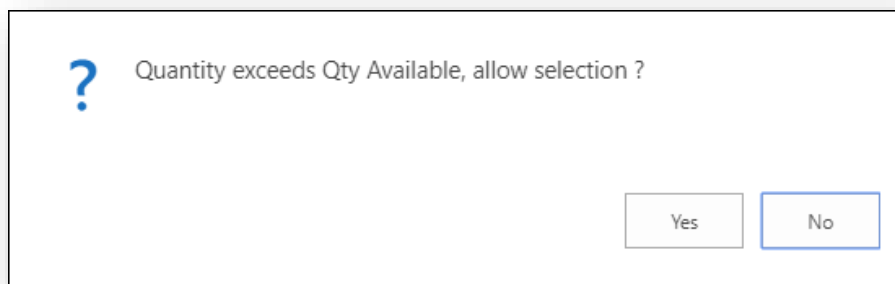 ?
Quantity exceeds Qty Available, allow selection ?
Yes
No